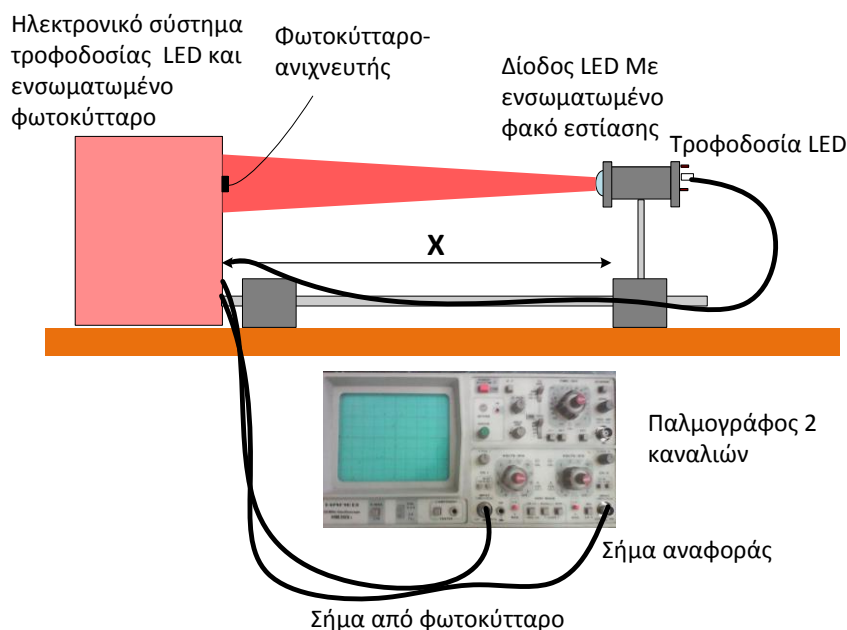 Ηλεκτρονικό σύστημα
τροφοδοσίας LED και
ενσωματωμένο
φωτοκύτταρο
Φωτοκύτταρο-
ανιχνευτής
Δίοδος LED Με
ενσωματωμένο
φακό εστίασης
Τροφοδοσία LED
X
Παλμογράφος 2
καναλιών
Σήμα αναφοράς
Σήμα από φωτοκύτταρο